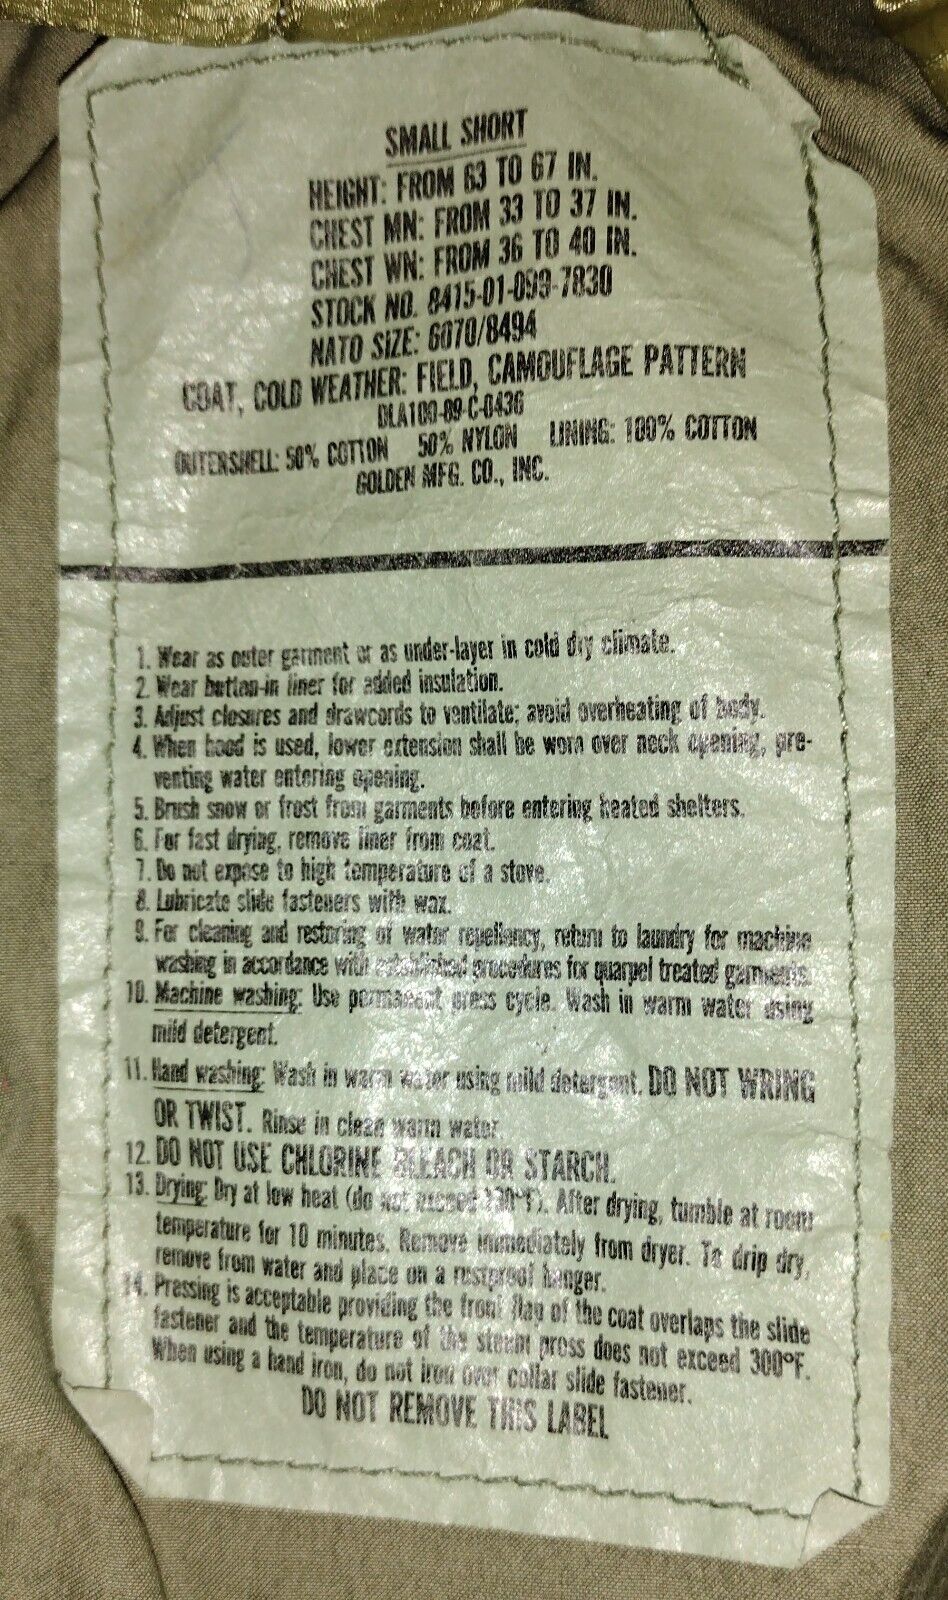 SMALL SHORT
HEIGHT: FROM 63 TO 67 IN.
CHEST MN: FROM 33 TO 37 IN.
CHEST WN: FROM 36 TO 40 IN.
STOCK NO. 8415-01-099-7830
NATO SIZE: 6070/8494
COAT, COLD WEATHER: FIELD, CAMOUFLAGE PATTERN
DLA100-89-C-0436
OUTERSHELL: 50% COTTON 50% NYLON LINING: 100% COTTON
GOLDEN MFG. CO., INC.
1. Wear as outer garment or as under-layer in cold dry climate.
2. Wear button-in liner for added insulation.
3. Adjust closures and drawcords to ventilate; avoid overheating of body.
4. When hood is used, lower extension shall be worn over neck opening, pre-
venting water entering opening.
5. Brush snow or frost from garments before entering heated shelters.
6. For fast drying, remove liner from coat.
7. Do not expose to high temperature of a stove.
8. Lubricate slide fasteners with wax.
9. For cleaning and restoring of water repellency, return to laundry for machine
washing in accordance with established procedures for quarpel treated garments.
10. Machine washing: Use permanent press cycle. Wash in warm water using
mild detergent.
11. Hand washing: Wash in warm water using mild detergent. DO NOT WRING
OR TWIST. Rinse in clean warm water
12. DO NOT USE CHLORINE BLEACH OR STARCH.
13. Drying: Dry at low heat (do not exceed 130°F). After drying, tumble at room
temperature for 10 minutes. Remove immediately from dryer. To drip dry,
remove from water and place on a rustproof hanger.
14. Pressing is acceptable providing the front flap of the coat overlaps the slide
fastener and the temperature of the steam press does not exceed 300°F.
When using a hand iron, do not iron over collar slide fastener.
DO NOT REMOVE THIS LABEL